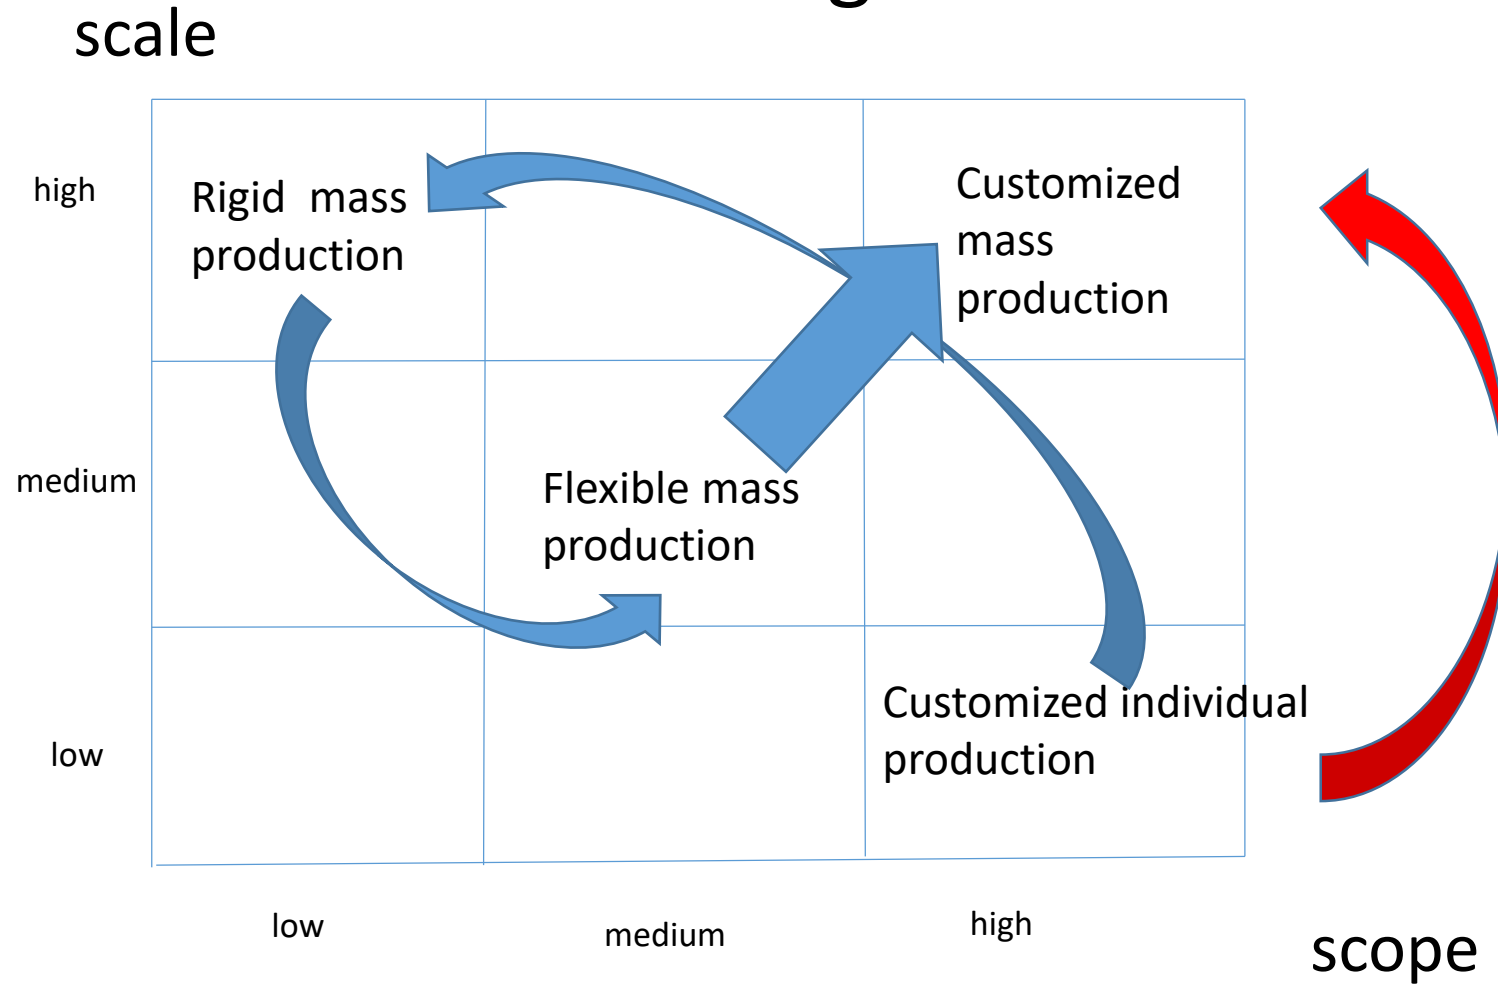 scale
high
Rigid  mass
production
Customized
mass
production
medium
Flexible mass
production
low
Customized individual
production
low
medium
high
scope